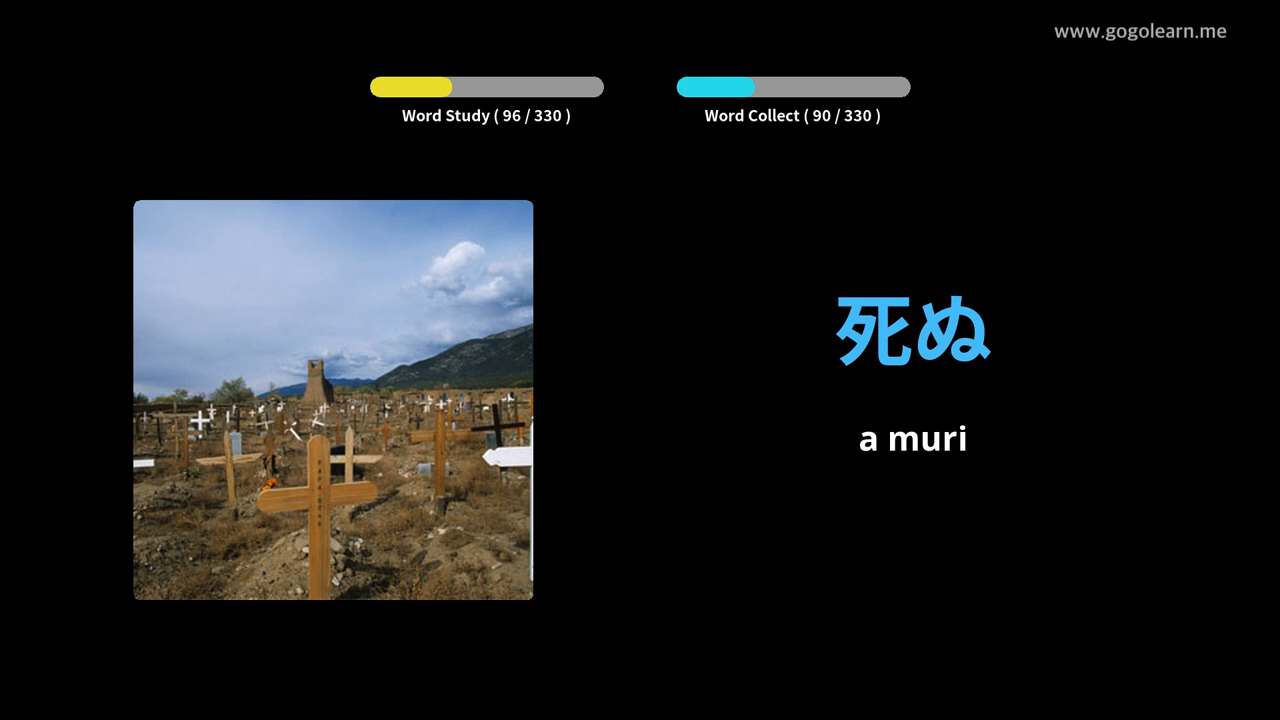 www.gogolearn.me
Word Study ( 96 / 330 )
Word Collect ( 90 / 330 )
死ぬ
a muri